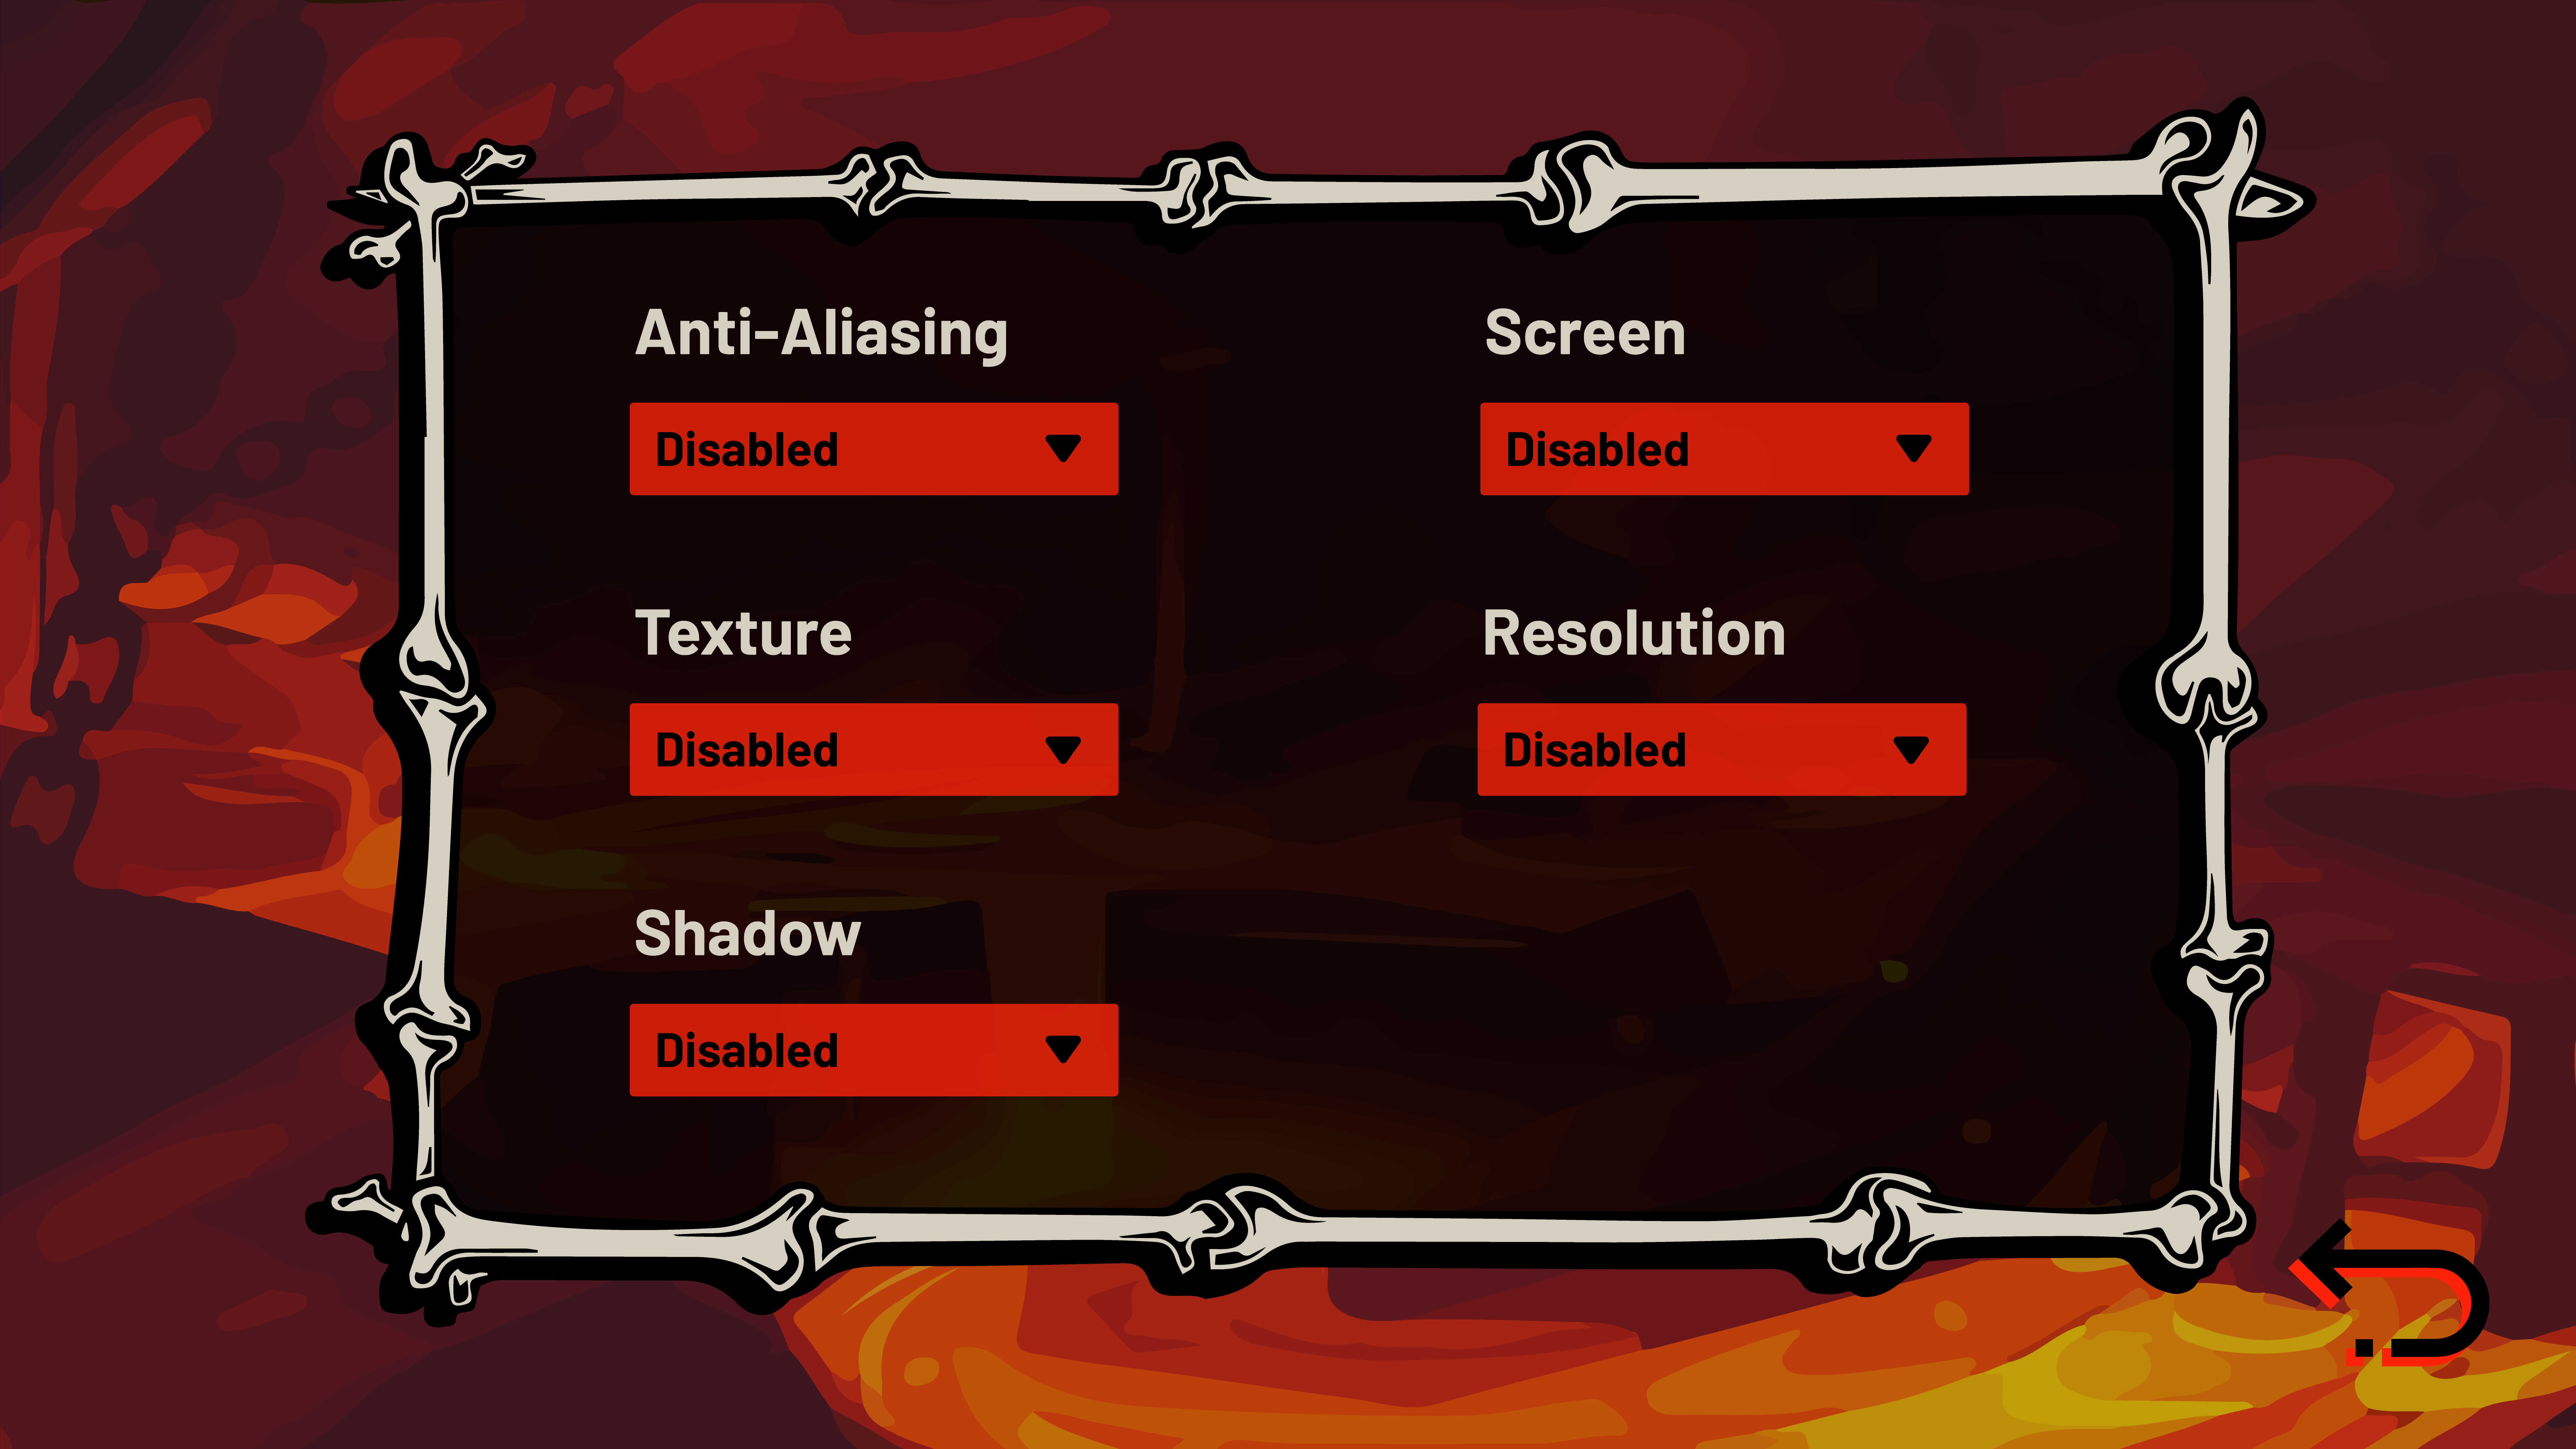 Anti-Aliasing
Disabled
Screen
Disabled
Texture
Disabled
Resolution
Disabled
Shadow
Disabled